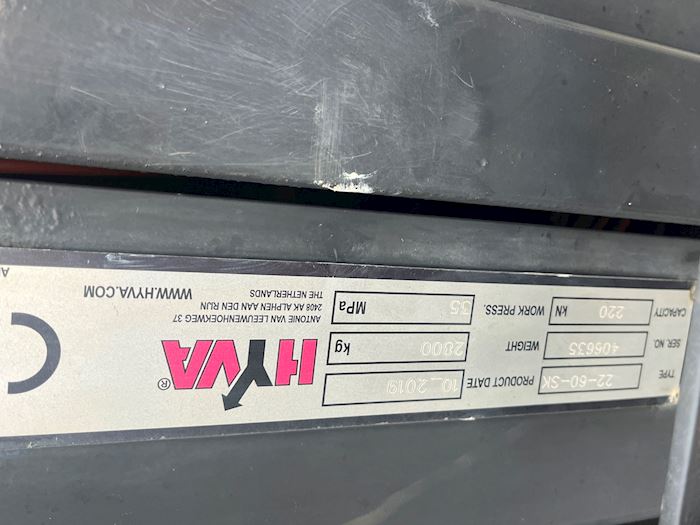 TYPE 22-60-SK PRODUCT DATE 10_2019
SER. NO. 406635 WEIGHT 2800 kg
CAPACITY 220 KN WORK PRESS. 35 MPa
HYVA®
ANTONIE VAN LEEUWENHOEKWEG 37
2408 AK ALPHEN AAN DEN RIJN
THE NETHERLANDS
WWW.HYVA.COM
CE